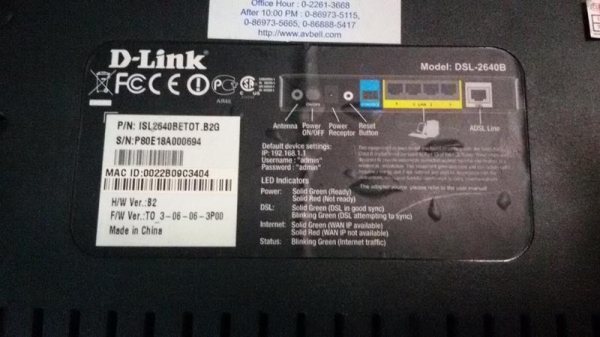 Office Hour : 0-2261-3668
After 10:00 PM : 0-86973-5115,
0-86973-5665, 0-86888-5417
http://www.avbell.com
D-Link
Model: DSL-2640B
FC CE
Antenna
Power ON/OFF
Power Receptor
Reset Button
ADSL Line
P/N: ISL2640BETOT.B2G
S/N:P80E18A000694
MAC ID:0022B09C3404
H/W Ver.:B2
F/W Ver.:TO_3-06-06-3P00
Made in China
Default device settings:
IP: 192.168.1.1
Username : "admin"
Password : "admin"
LED Indicators
Power: Solid Green (Ready)
Solid Red (Not ready)
DSL: Solid Green (DSL in good sync)
Blinking Green (DSL attempting to sync)
Internet: Solid Green (WAN IP available)
Solid Red (WAN IP not available)
Status: Blinking Green (Internet traffic)